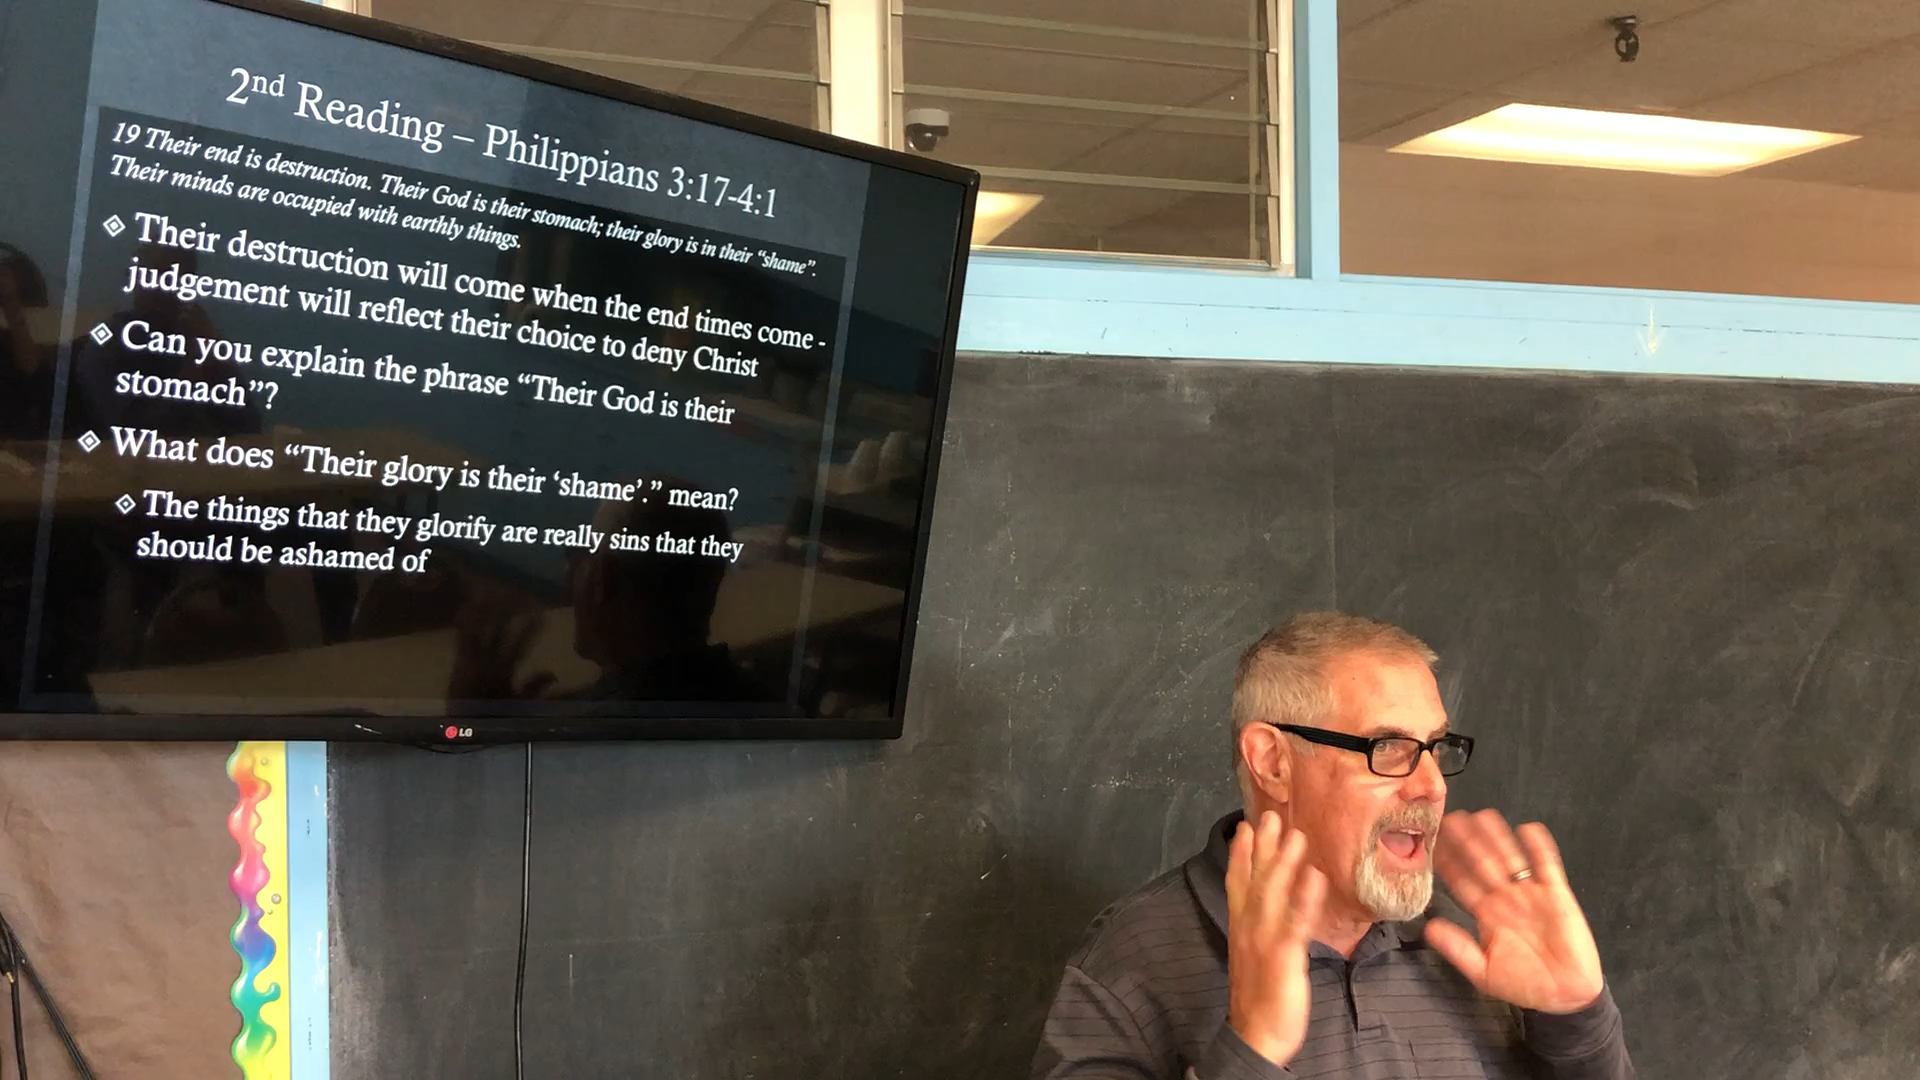 2nd Reading – Philippians 3:17-4:1
19 Their end is destruction. Their God is their stomach; their glory is in their “shame”.
Their minds are occupied with earthly things.
Their destruction will come when the end times come -
judgement will reflect their choice to deny Christ
Can you explain the phrase “Their God is their
stomach”?
What does “Their glory is their ‘shame’.” mean?
The things that they glorify are really sins that they
should be ashamed of
LG